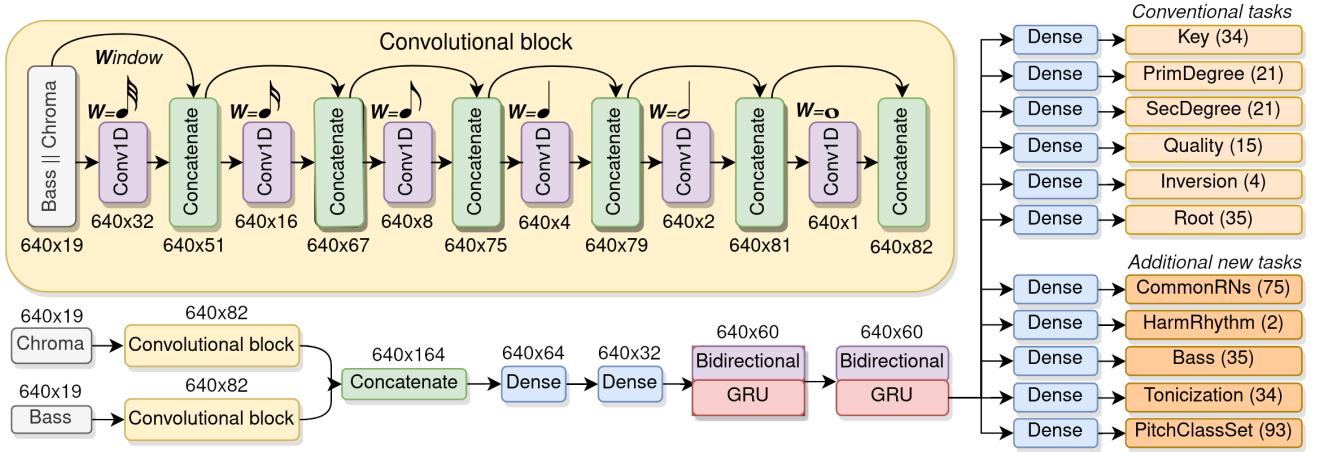 Convolutional block
Window
Bass || Chroma
640x19
W=
Conv1D
640x32
Concatenate
640x51
W=
Conv1D
640x16
Concatenate
640x67
W=
Conv1D
640x8
Concatenate
640x75
W=
Conv1D
640x4
Concatenate
640x79
W=
Conv1D
640x2
Concatenate
640x81
W=
Conv1D
640x1
Concatenate
640x82
640x19
Chroma
640x82
Convolutional block
640x19
Bass
640x82
Convolutional block
640x164
Concatenate
640x64
Dense
640x32
Dense
640x60
Bidirectional
GRU
640x60
Bidirectional
GRU
Conventional tasks
Dense Key (34)
Dense PrimDegree (21)
Dense SecDegree (21)
Dense Quality (15)
Dense Inversion (4)
Dense Root (35)
Additional new tasks
Dense CommonRNs (75)
Dense HarmRhythm (2)
Dense Bass (35)
Dense Tonicization (34)
Dense PitchClassSet (93)